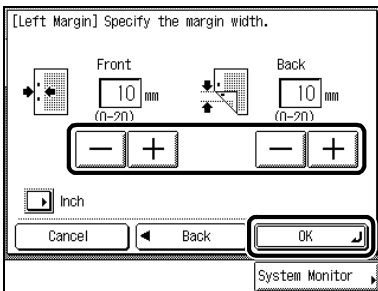 [Left Margin] Specify the margin width.
Front Back
10 mm 10 mm
(0-20) (0-20)
− + − +
Inch
Cancel Back OK
System Monitor